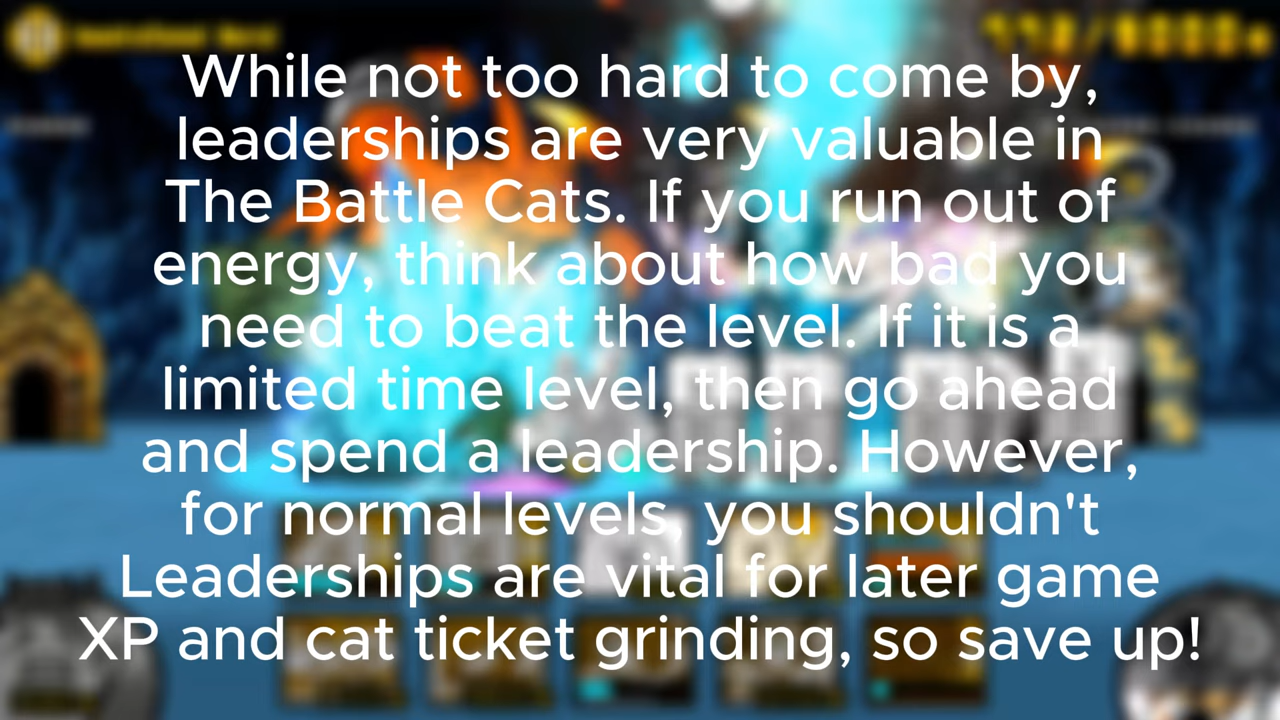 While not too hard to come by,
leaderships are very valuable in
The Battle Cats. If you run out of
energy, think about how bad you
need to beat the level. If it is a
limited time level, then go ahead
and spend a leadership. However,
for normal levels, you shouldn't
Leaderships are vital for later game
XP and cat ticket grinding, so save up!